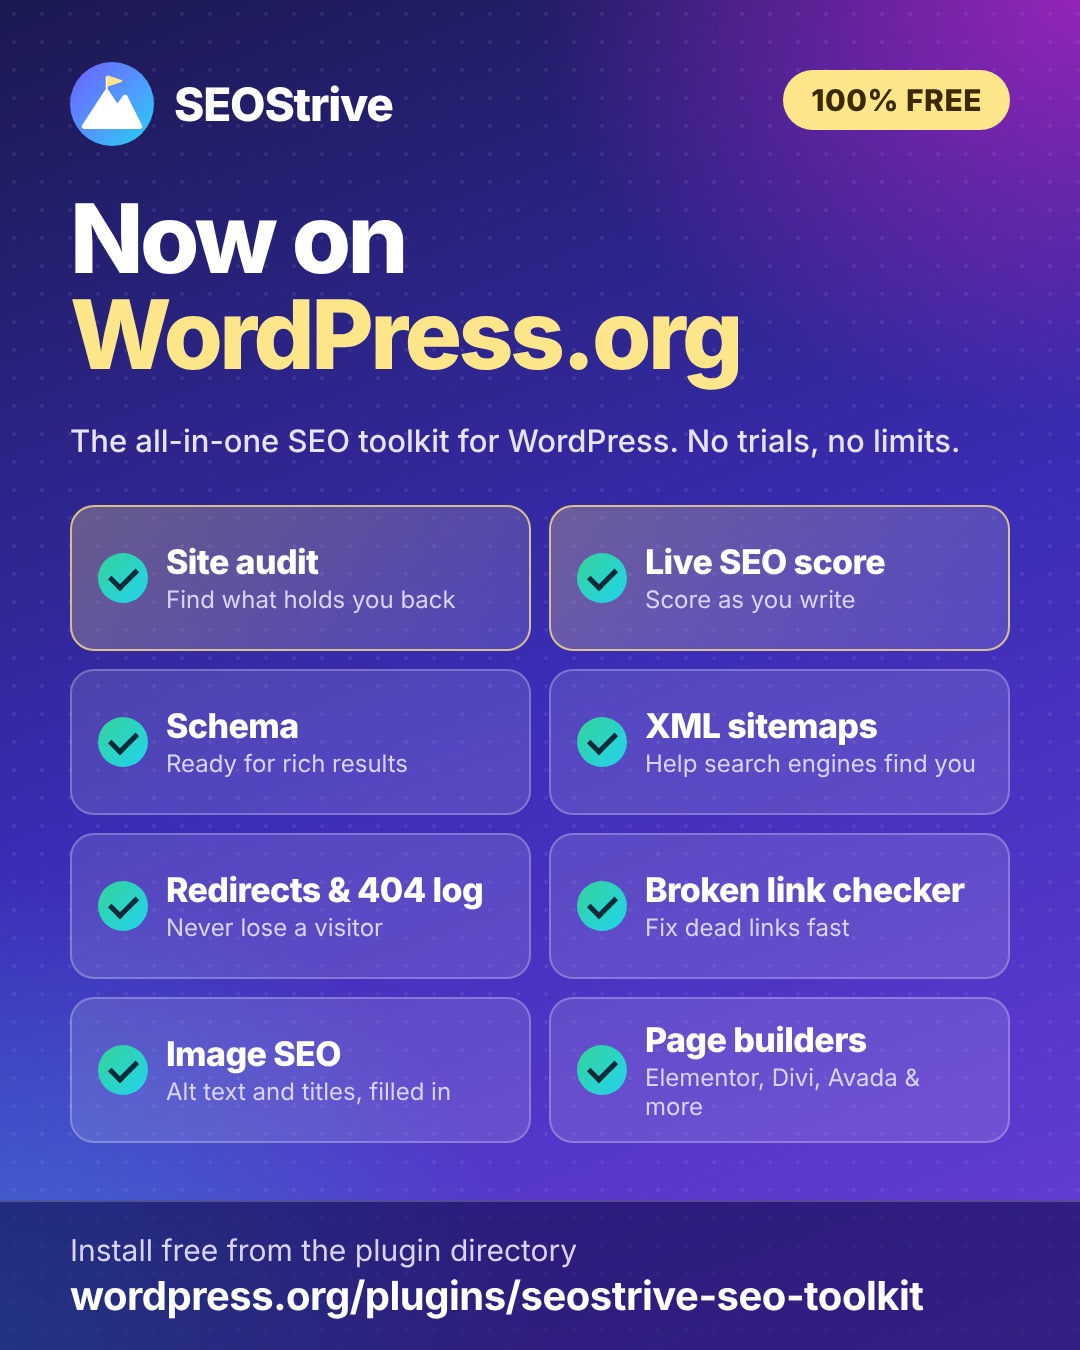 SEOStrive
100% FREE
Now on
WordPress.org
The all-in-one SEO toolkit for WordPress. No trials, no limits.
Site audit
Find what holds you back
Live SEO score
Score as you write
Schema
Ready for rich results
XML sitemaps
Help search engines find you
Redirects & 404 log
Never lose a visitor
Broken link checker
Fix dead links fast
Image SEO
Alt text and titles, filled in
Page builders
Elementor, Divi, Avada &
more
Install free from the plugin directory
wordpress.org/plugins/seostrive-seo-toolkit